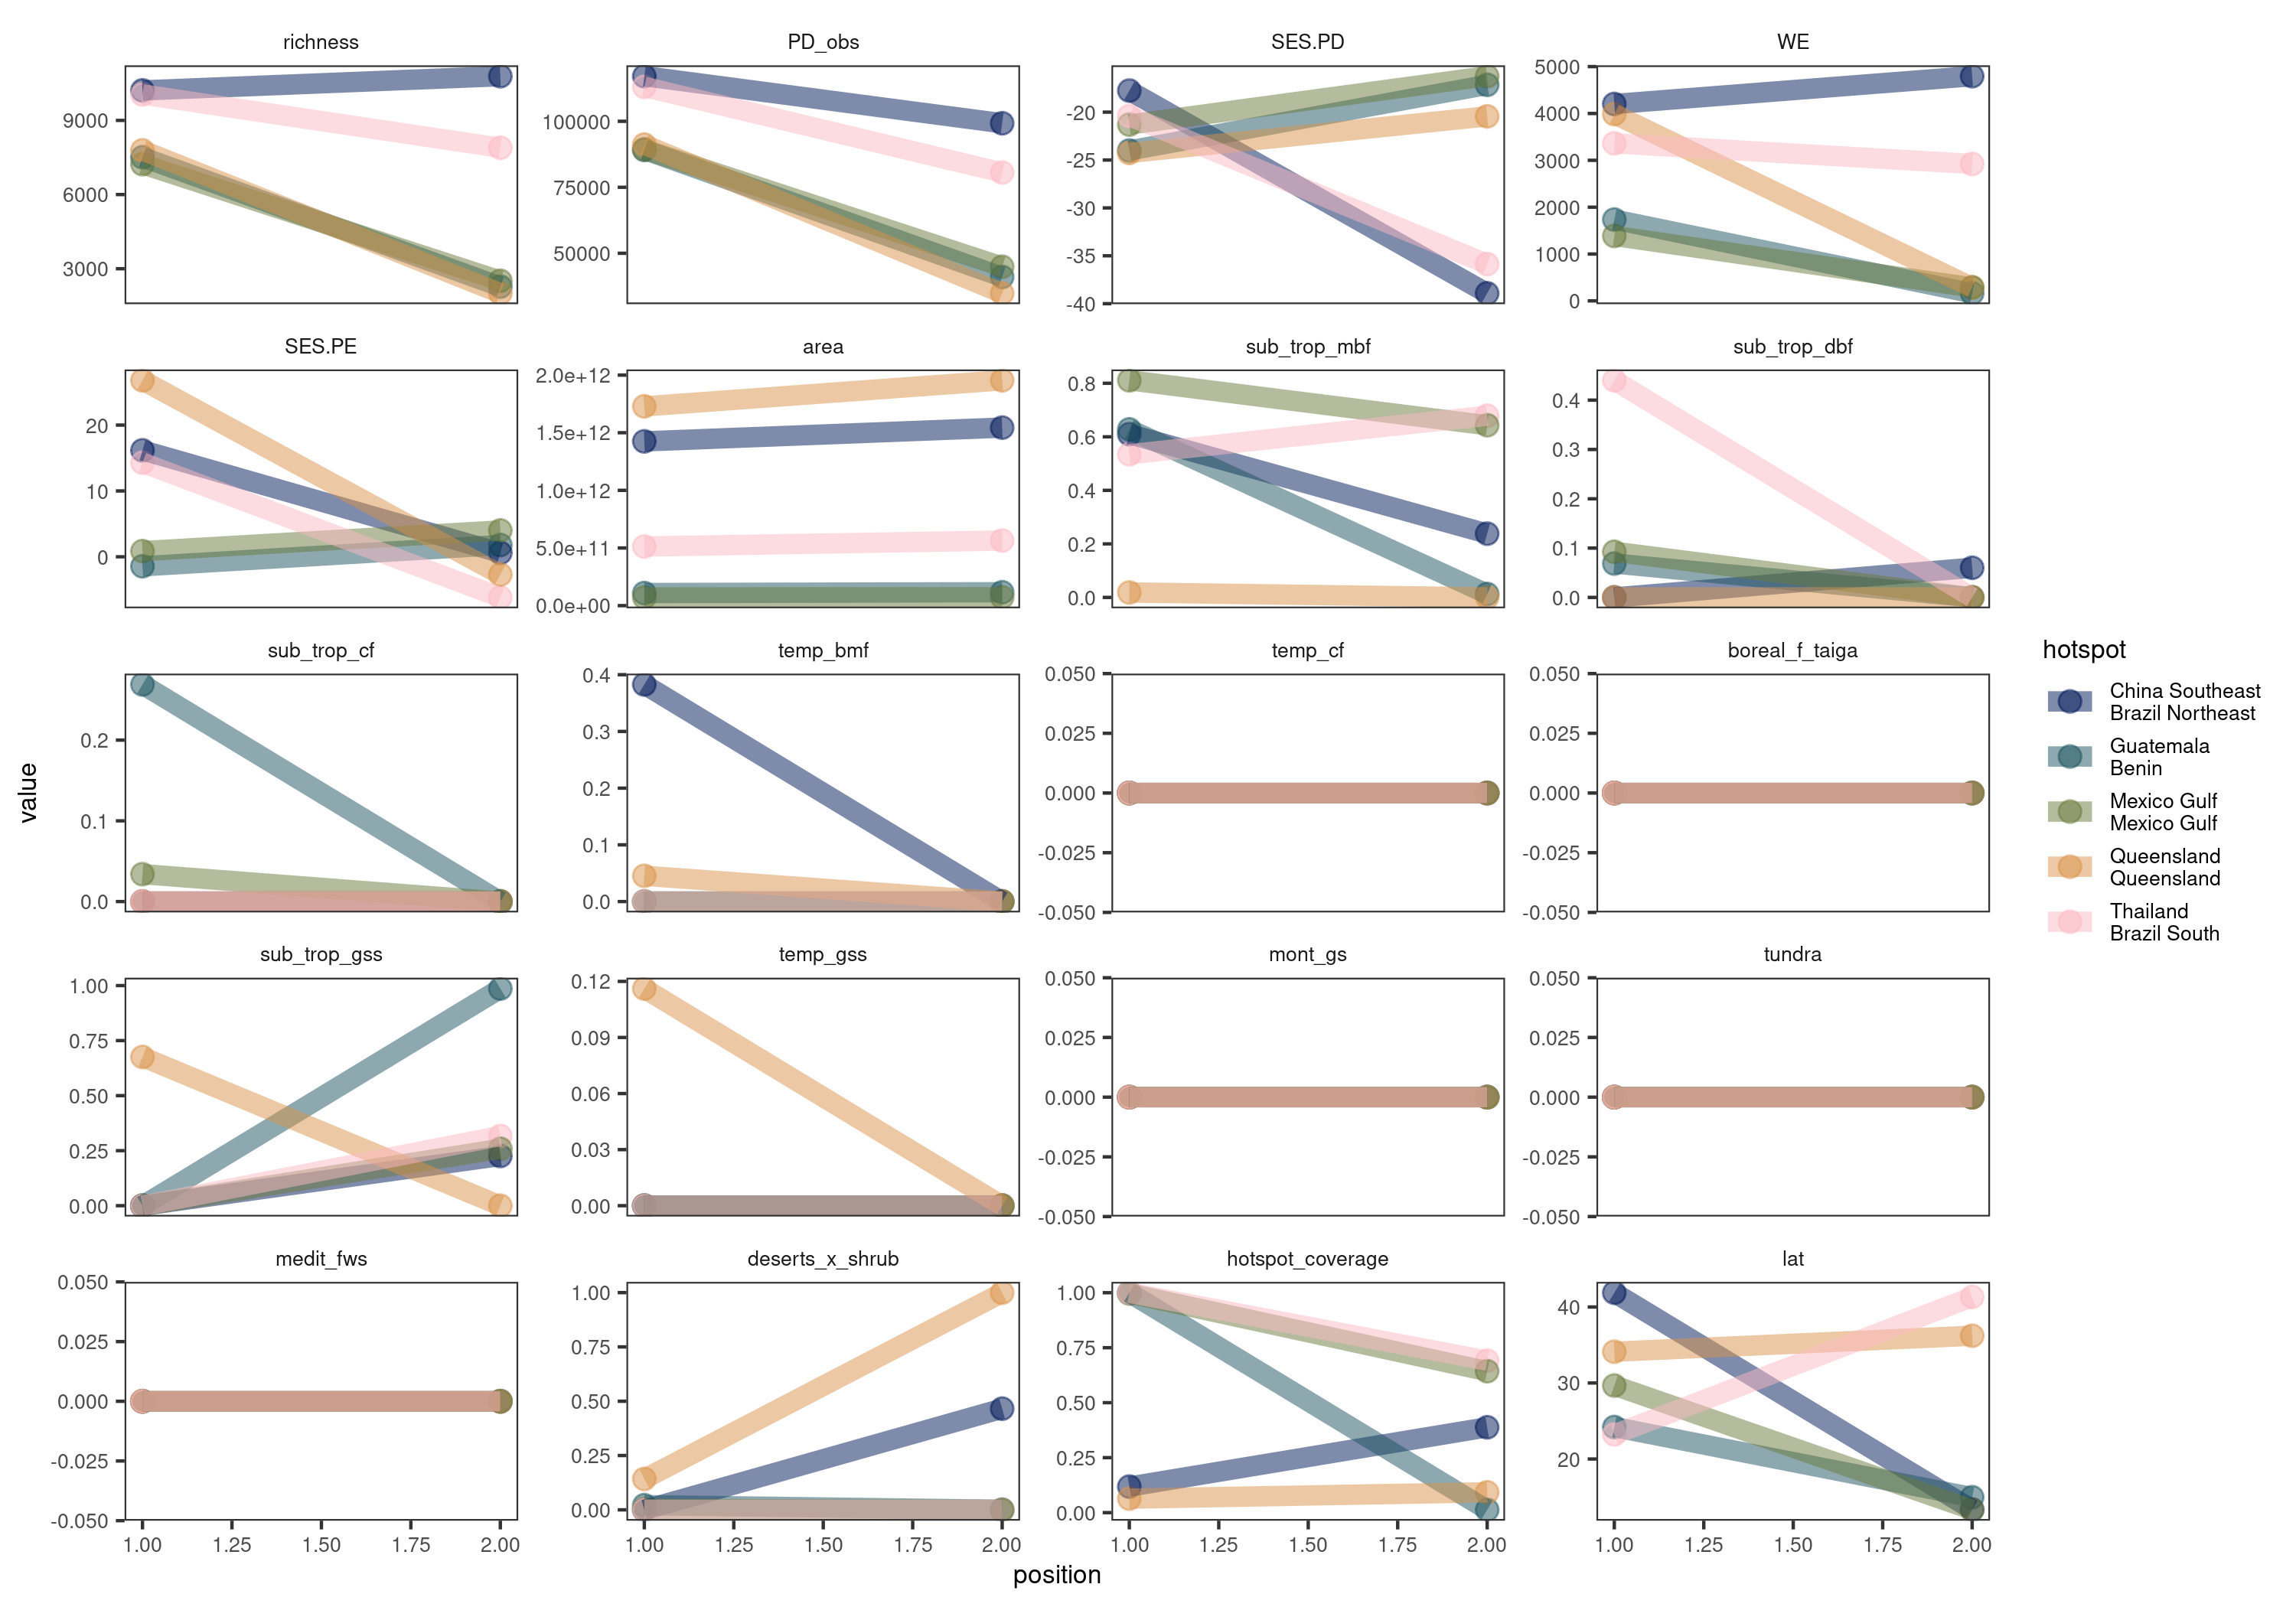 richness
PD_obs
SES.PD
WE
9000
6000
3000
100000
75000
50000
-20
-25
-30
-35
-40
5000
4000
3000
2000
1000
0
SES.PE
area
sub_trop_mbf
sub_trop_dbf
20
10
0
2.0e+12
1.5e+12
1.0e+12
5.0e+11
0.0e+00
0.8
0.6
0.4
0.2
0.0
0.4
0.3
0.2
0.1
0.0
sub_trop_cf
temp_bmf
temp_cf
boreal_f_taiga
0.2
0.1
0.0
0.4
0.3
0.2
0.1
0.0
0.050
0.025
0.000
-0.025
-0.050
0.050
0.025
0.000
-0.025
-0.050
sub_trop_gss
temp_gss
mont_gs
tundra
1.00
0.75
0.50
0.25
0.00
0.12
0.09
0.06
0.03
0.00
0.050
0.025
0.000
-0.025
-0.050
0.050
0.025
0.000
-0.025
-0.050
medit_fws
deserts_x_shrub
hotspot_coverage
lat
0.050
0.025
0.000
-0.025
-0.050
1.00
0.75
0.50
0.25
0.00
1.00
0.75
0.50
0.25
0.00
40
30
20
1.00 1.25 1.50 1.75 2.00
1.00 1.25 1.50 1.75 2.00
1.00 1.25 1.50 1.75 2.00
1.00 1.25 1.50 1.75 2.00
position
value
hotspot
China Southeast
Brazil Northeast
Guatemala
Benin
Mexico Gulf
Mexico Gulf
Queensland
Queensland
Thailand
Brazil South